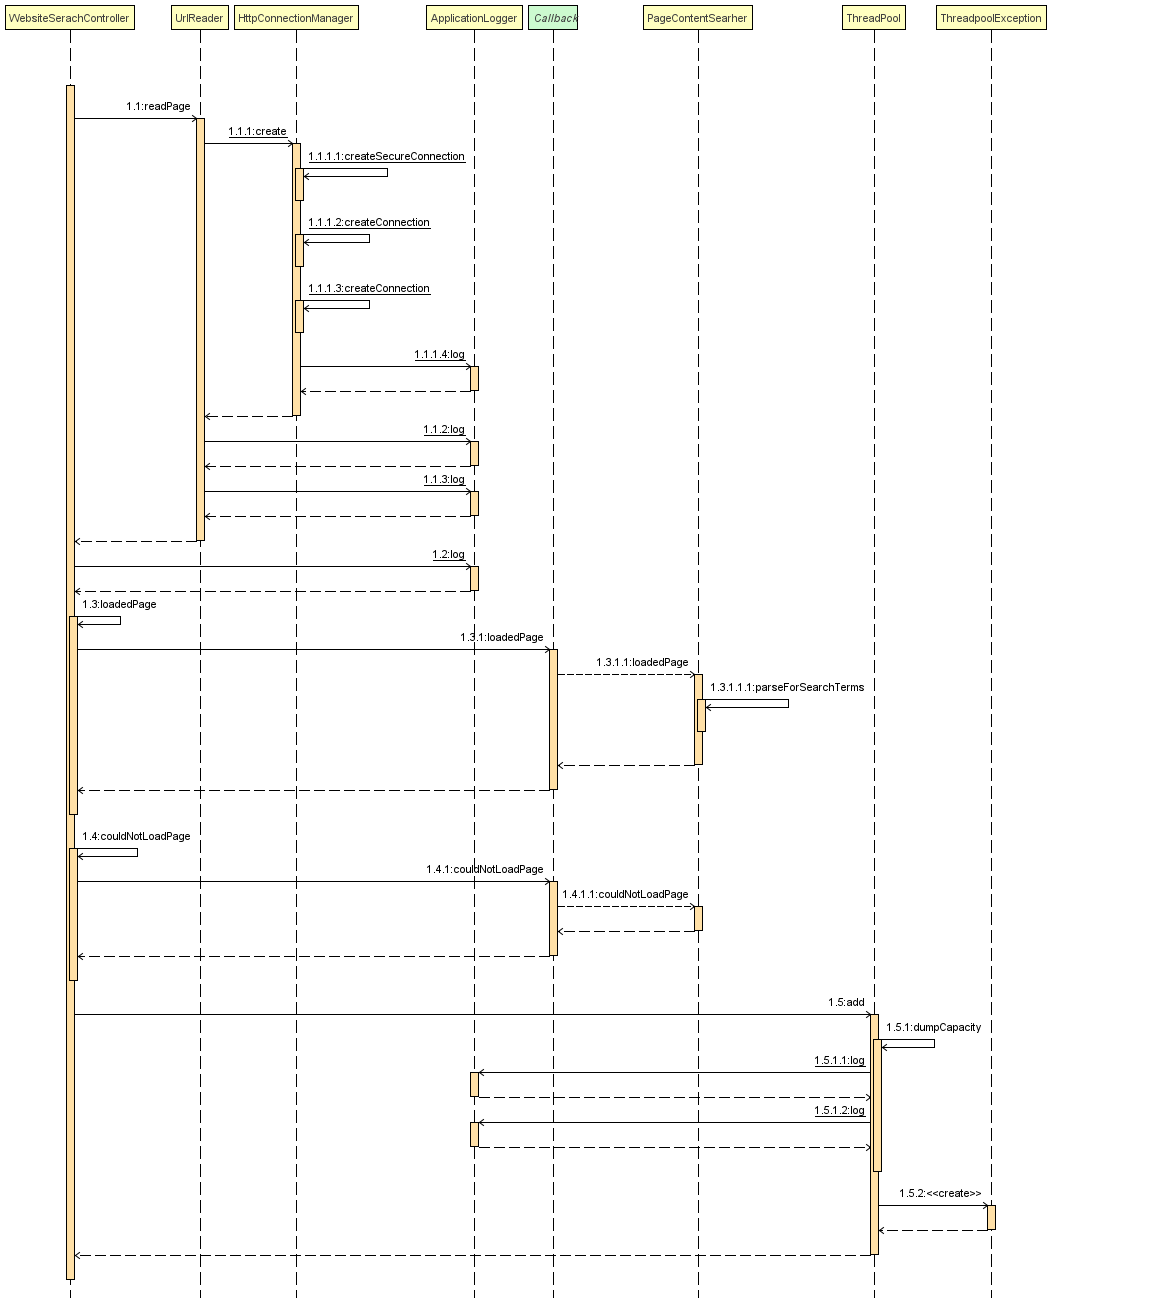 WebsiteSerachController
UrlReader
HttpConnectionManager
ApplicationLogger
Callback
PageContentSearher
ThreadPool
ThreadpoolException
1.1:readPage
1.1.1:create
1.1.1.1:createSecureConnection
1.1.1.2:createConnection
1.1.1.3:createConnection
1.1.1.4:log
1.1.2:log
1.1.3:log
1.2:log
1.3:loadedPage
1.3.1:loadedPage
1.3.1.1:loadedPage
1.3.1.1.1:parseForSearchTerms
1.4:couldNotLoadPage
1.4.1:couldNotLoadPage
1.4.1.1:couldNotLoadPage
1.5:add
1.5.1:dumpCapacity
1.5.1.1:log
1.5.1.2:log
1.5.2:<<create>>